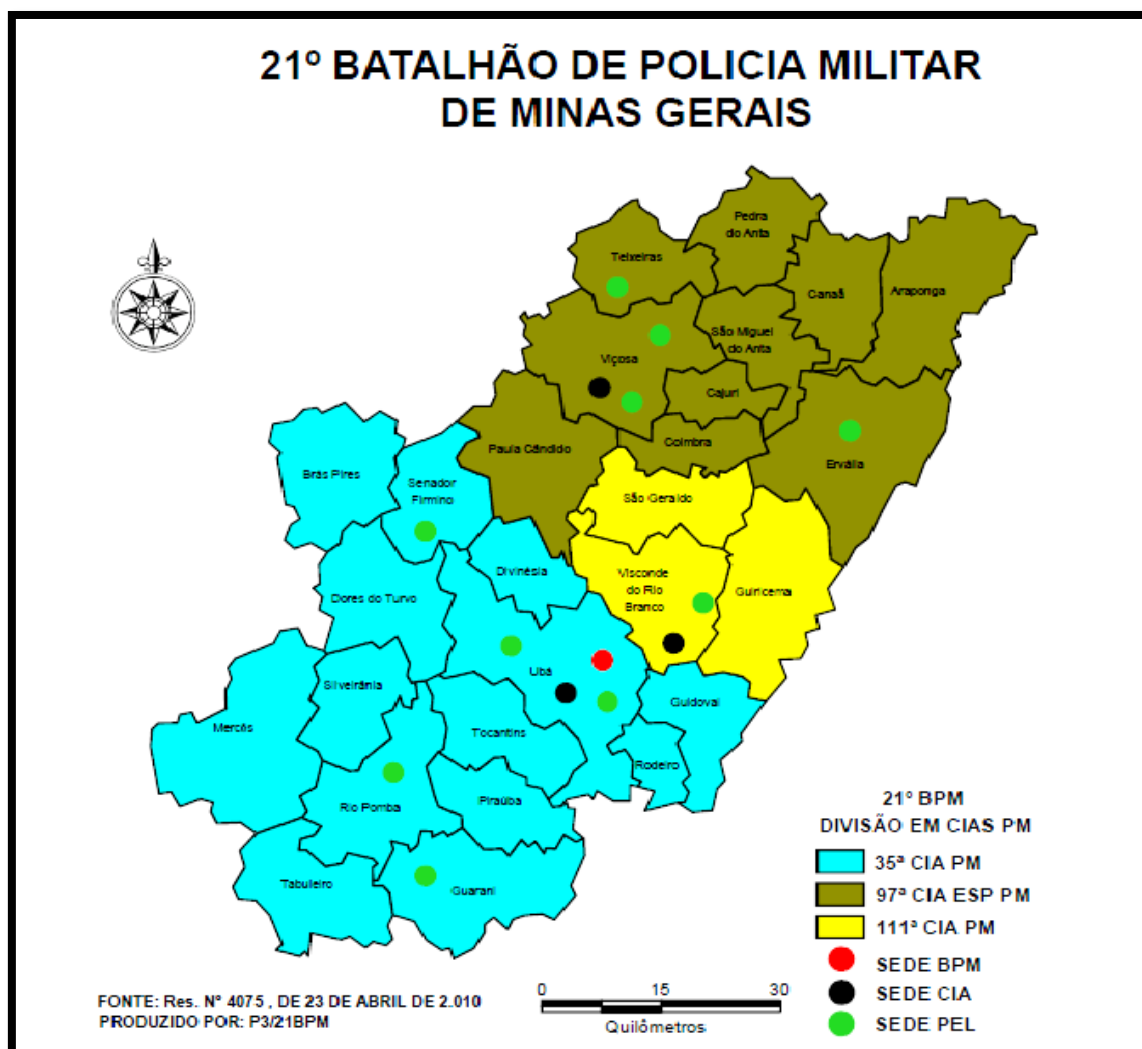 21º BATALHÃO DE POLICIA MILITAR
DE MINAS GERAIS
Pedra
do Anta
Teixeiras
Canaã
Araponga
São Miguel
do Anta
Viçosa
Cajuri
Coimbra
Paula Cândido
Ervália
Brás Pires
Senador
Firmino
São Geraldo
Divinésia
Visconde
do Rio
Branco
Guiricema
Dores do Turvo
Ubá
Silveirânia
Guidoval
Mercês
Tocantins
Rodeiro
Rio Pomba
Piraúba
Tabuleiro
Guarani
21º BPM
DIVISÃO EM CIAS PM
35ª CIA PM
97ª CIA ESP PM
111ª CIA PM
SEDE BPM
SEDE CIA
SEDE PEL
FONTE: Res. Nº 4075 , DE 23 DE ABRIL DE 2.010
PRODUZIDO POR: P3/21BPM
0 15 30
Quilômetros